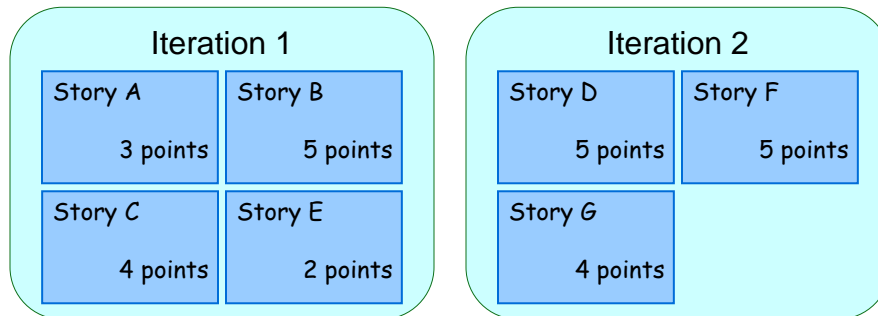 Iteration 1
Story A
3 points
Story B
5 points
Story C
4 points
Story E
2 points
Iteration 2
Story D
5 points
Story F
5 points
Story G
4 points